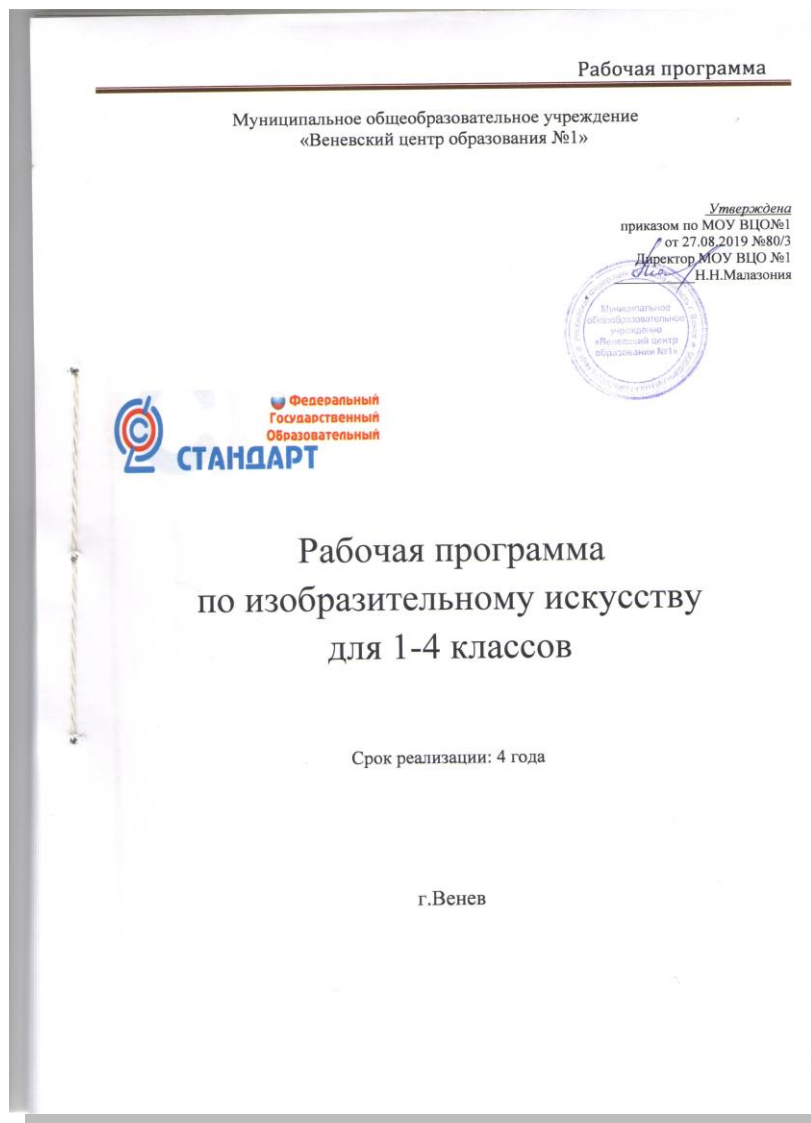 Рабочая программа
Муниципальное общеобразовательное учреждение
«Веневский центр образования №1»
Утверждена
приказом по МОУ ВЦО№1
от 27.08.2019 №80/3
Директор МОУ ВЦО №1
Н.Н.Малазония
Муниципальное
общеобразовательное
учреждение
«Веневский центр
образования №1»
Федеральный
Государственный
Образовательный
СТАНДАРТ
Рабочая программа
по изобразительному искусству
для 1-4 классов
Срок реализации: 4 года
г.Венев